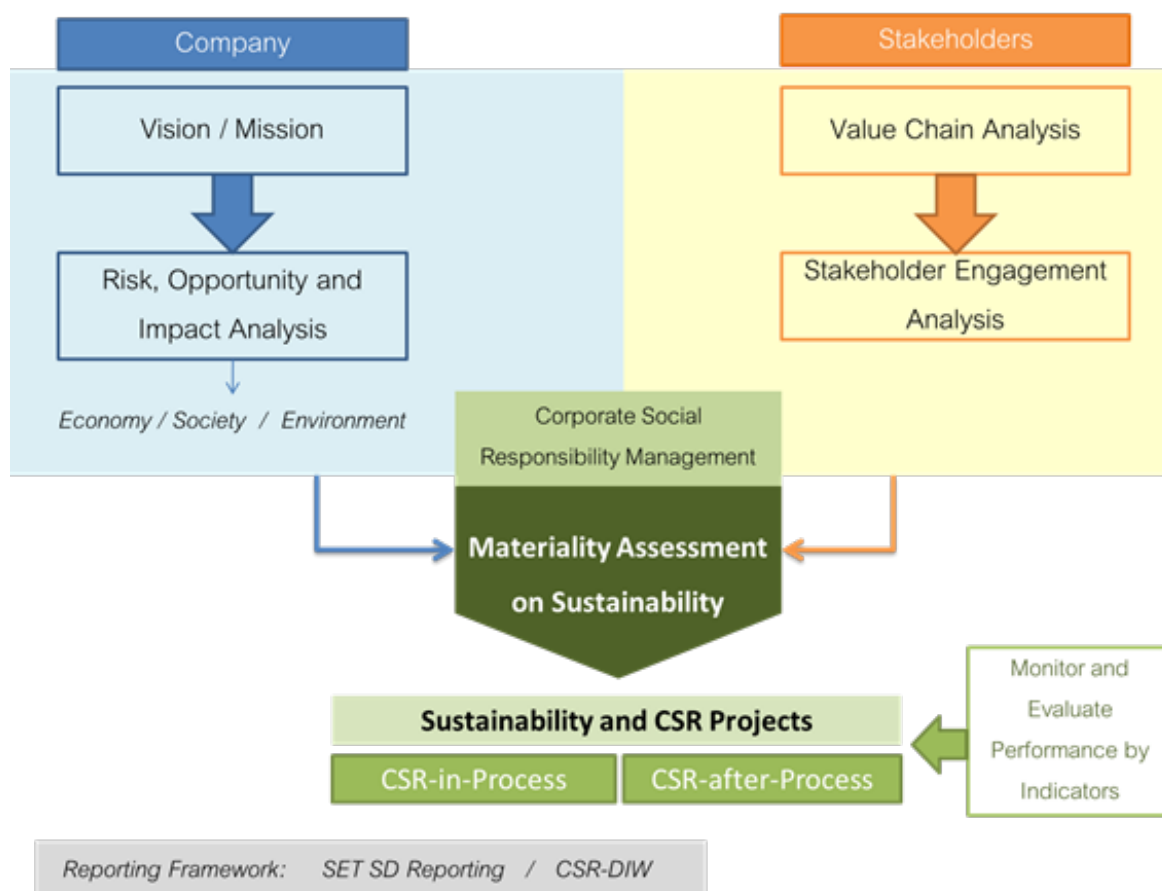 Company
Stakeholders
Vision / Mission
Value Chain Analysis
Risk, Opportunity and
Impact Analysis
Stakeholder Engagement
Analysis
Economy / Society / Environment
Corporate Social
Responsibility Management
Materiality Assessment
on Sustainability
Sustainability and CSR Projects
CSR-in-Process
CSR-after-Process
Monitor and
Evaluate
Performance by
Indicators
Reporting Framework: SET SD Reporting / CSR-DIW